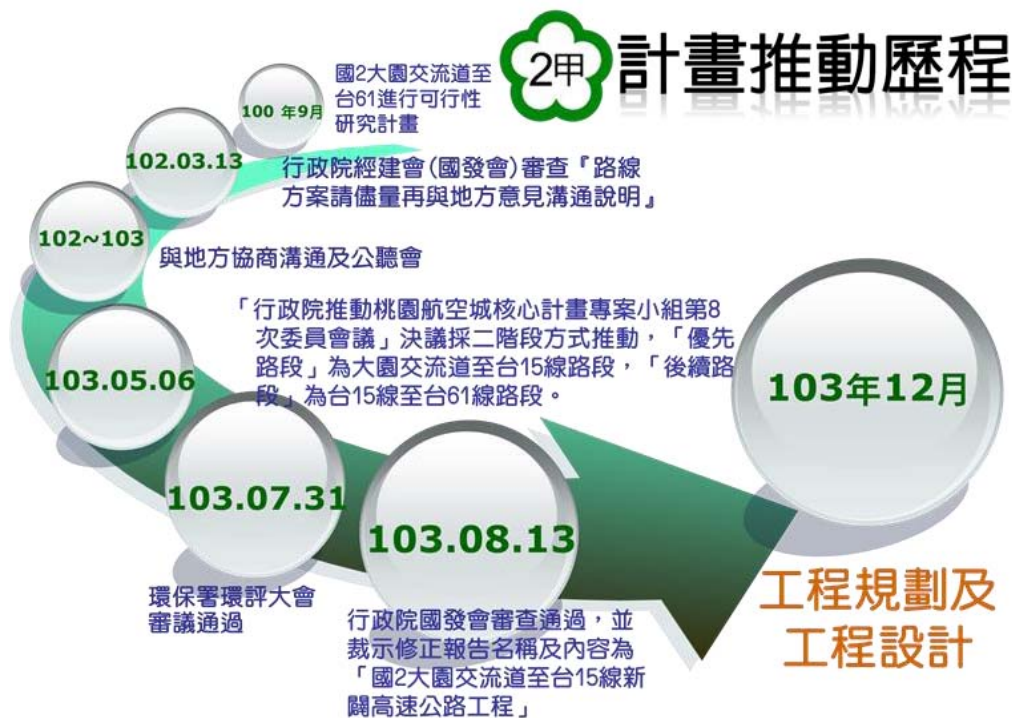 2甲
計畫推動歷程
100 年9月
國2大園交流道至
台61進行可行性
研究計畫
102.03.13
行政院經建會(國發會)審查『路線
方案請儘量再與地方意見溝通說明』
102~103
與地方協商溝通及公聽會
103.05.06
「行政院推動桃園航空城核心計畫專案小組第8
次委員會議」決議採二階段方式推動，「優先
路段」為大園交流道至台15線路段，「後續路
段」為台15線至台61線路段。
103.07.31
環保署環評大會
審議通過
103.08.13
行政院國發會審查通過，並
裁示修正報告名稱及內容為
「國2大園交流道至台15線新
闢高速公路工程」
103年12月
工程規劃及
工程設計